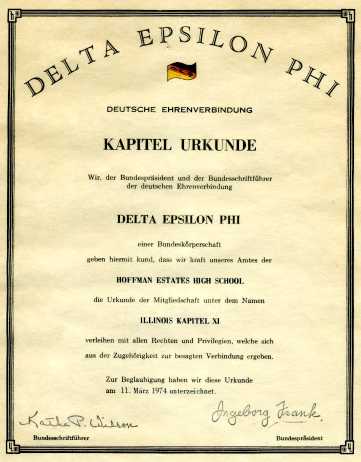 DELTA EPSILON PHI
DEUTSCHE EHRENVERBINDUNG
KAPITEL URKUNDE
Wir, der Bundespräsident und der Bundesschriftführer
der deutschen Ehrenverbindung
DELTA EPSILON PHI
einer Bundeskörperschaft
geben hiermit kund, dass wir kraft unseres Amtes der
HOFFMAN ESTATES HIGH SCHOOL
die Urkunde der Mitgliedschaft unter dem Namen
ILLINOIS KAPITEL XI
verleihen mit allen Rechten und Privilegien, welche sich
aus der Zugehörigkeit zur besagten Verbindung ergeben.
Zur Beglaubigung haben wir diese Urkunde
am 11. März 1974 unterzeichnet.
P. Wilson Ingeborg Frank
Bundesschriftführer Bundespräsident